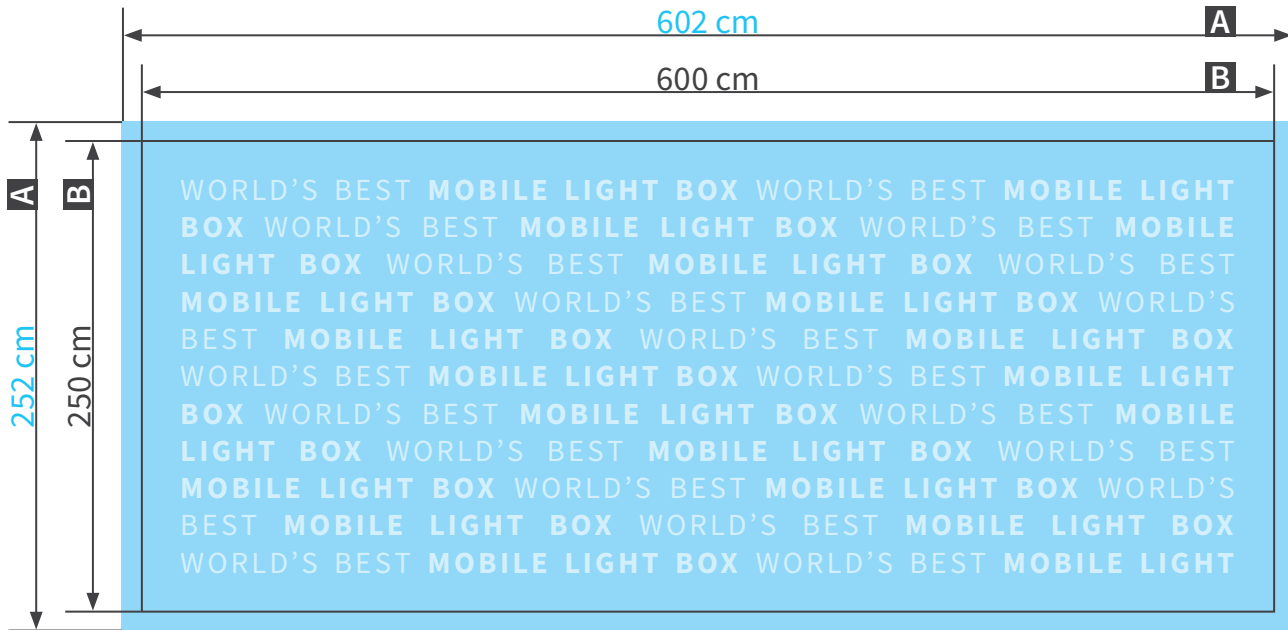 602 cm
A
600 cm
B
A
B
252 cm
250 cm
WORLD’S BEST MOBILE LIGHT BOX WORLD’S BEST MOBILE LIGHT
BOX WORLD’S BEST MOBILE LIGHT BOX WORLD’S BEST MOBILE
LIGHT BOX WORLD’S BEST MOBILE LIGHT BOX WORLD’S BEST
MOBILE LIGHT BOX WORLD’S BEST MOBILE LIGHT BOX WORLD’S
BEST MOBILE LIGHT BOX WORLD’S BEST MOBILE LIGHT BOX
WORLD’S BEST MOBILE LIGHT BOX WORLD’S BEST MOBILE LIGHT
BOX WORLD’S BEST MOBILE LIGHT BOX WORLD’S BEST MOBILE
LIGHT BOX WORLD’S BEST MOBILE LIGHT BOX WORLD’S BEST
MOBILE LIGHT BOX WORLD’S BEST MOBILE LIGHT BOX WORLD’S
BEST MOBILE LIGHT BOX WORLD’S BEST MOBILE LIGHT BOX
WORLD’S BEST MOBILE LIGHT BOX WORLD’S BEST MOBILE LIGHT